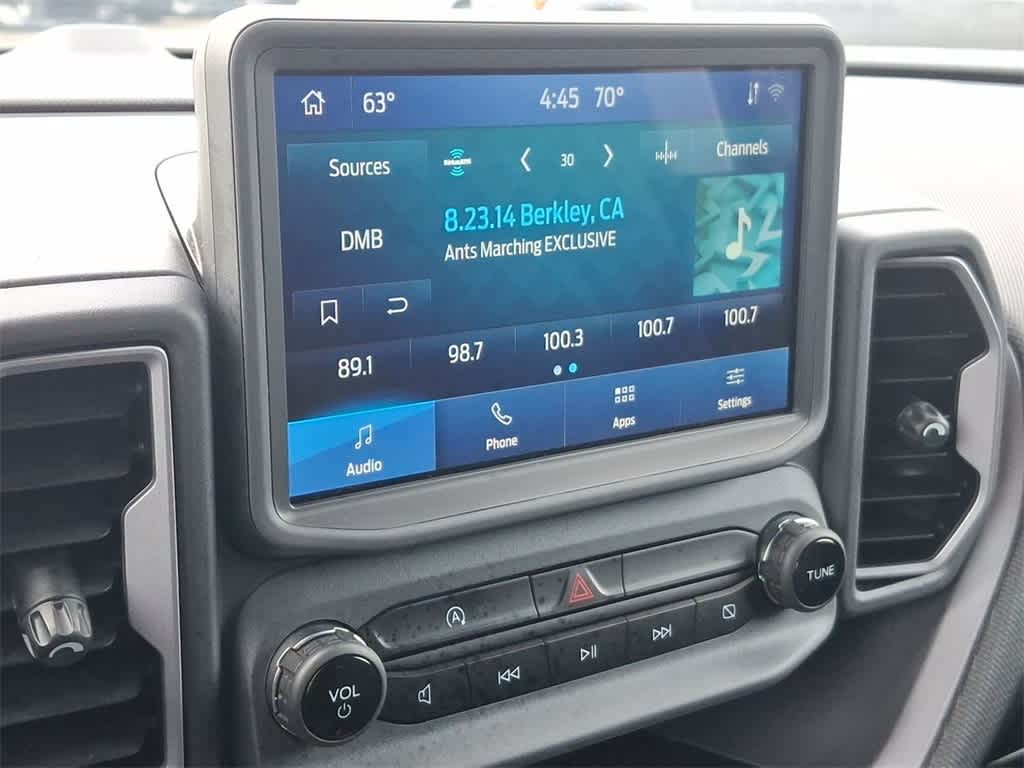 63° 4:45 70°
Sources SiriusXM 30 Channels
8.23.14 Berkley, CA
DMB
Ants Marching EXCLUSIVE
89.1 98.7 100.3 100.7 100.7
Audio Phone Apps Settings
A
TUNE
VOL